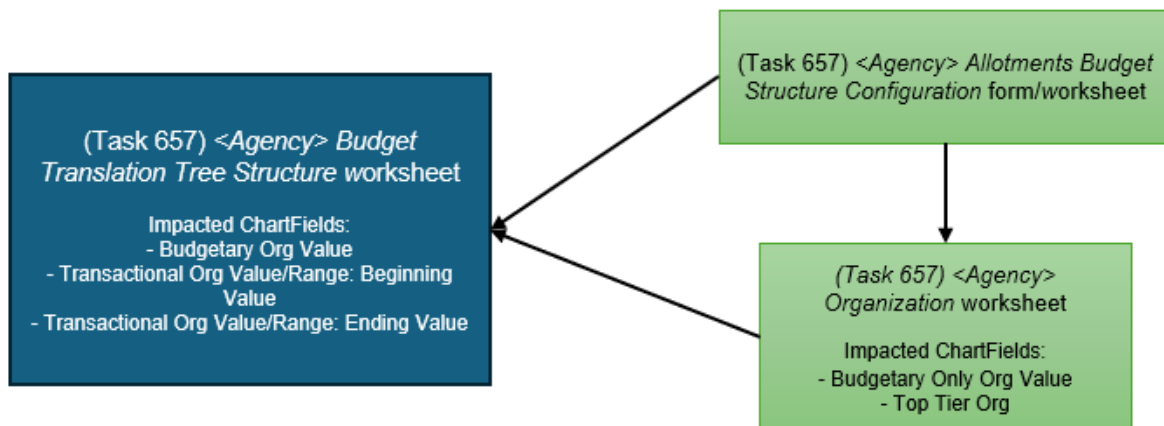 (Task 657) <Agency> Budget
Translation Tree Structure worksheet
Impacted ChartFields:
- Budgetary Org Value
- Transactional Org Value/Range: Beginning
Value
- Transactional Org Value/Range: Ending Value
(Task 657) <Agency> Allotments Budget
Structure Configuration form/worksheet
(Task 657) <Agency>
Organization worksheet
Impacted ChartFields:
- Budgetary Only Org Value
- Top Tier Org